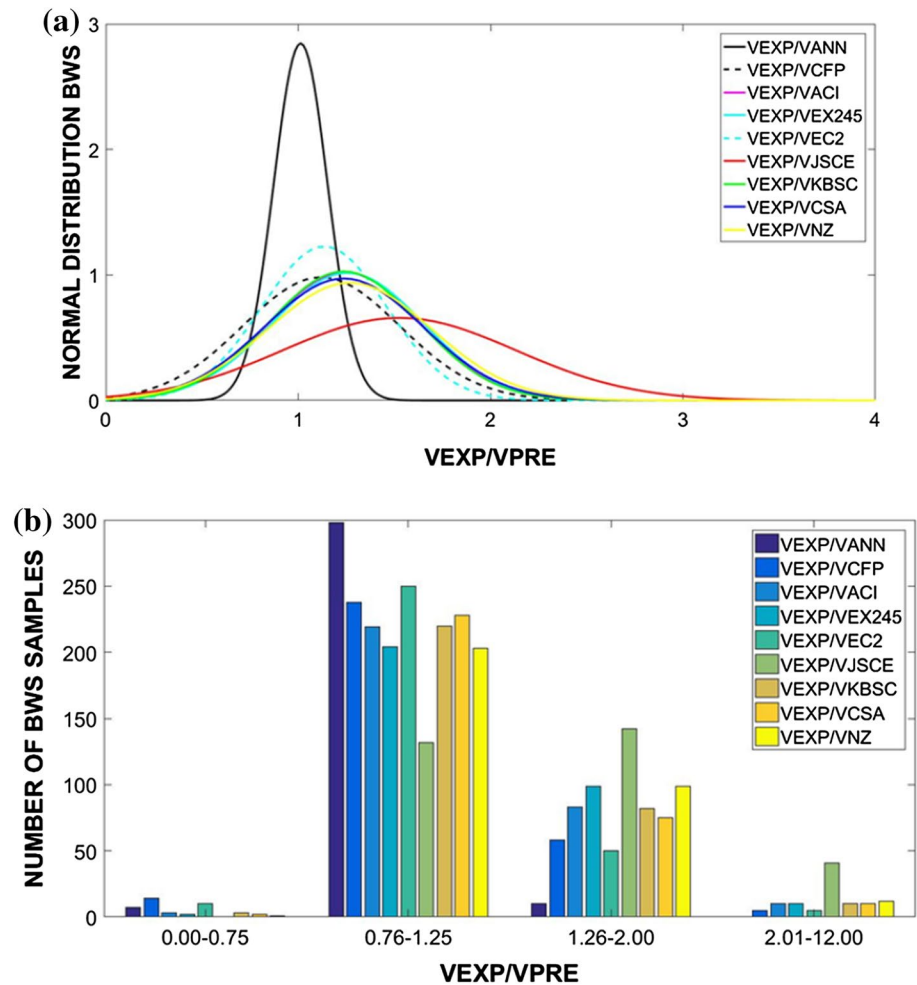 (a)
NORMAL DISTRIBUTION BWS
3
2
1
0
0 1 2 3 4
VEXP/VPRE
VEXP/VANN
VEXP/VCFP
VEXP/VACI
VEXP/VEX245
VEXP/VEC2
VEXP/VJSCE
VEXP/VKBSC
VEXP/VCSA
VEXP/VNZ
(b)
NUMBER OF BWS SAMPLES
300
250
200
150
100
50
0
0.00-0.75 0.76-1.25 1.26-2.00 2.01-12.00
VEXP/VPRE
VEXP/VANN
VEXP/VCFP
VEXP/VACI
VEXP/VEX245
VEXP/VEC2
VEXP/VJSCE
VEXP/VKBSC
VEXP/VCSA
VEXP/VNZ